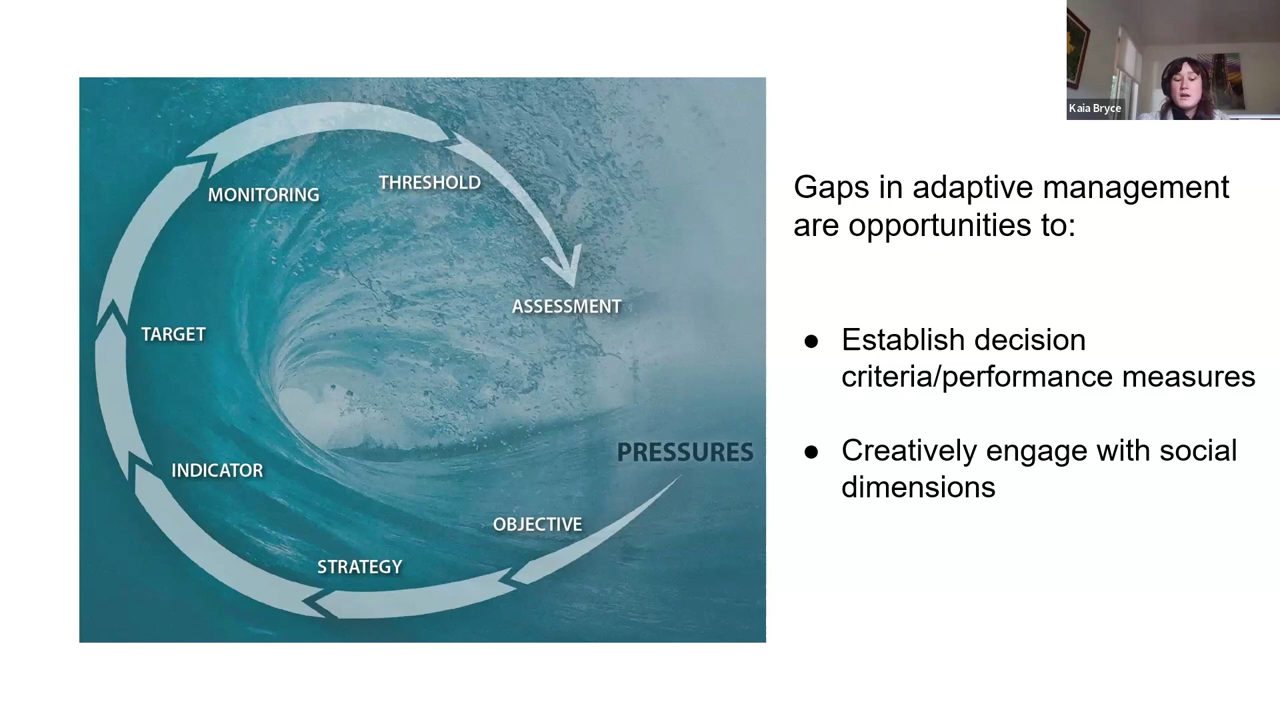 Kaia Bryce
Gaps in adaptive management
are opportunities to:
● Establish decision
criteria/performance measures
● Creatively engage with social
dimensions
THRESHOLD
MONITORING
ASSESSMENT
TARGET
PRESSURES
INDICATOR
OBJECTIVE
STRATEGY